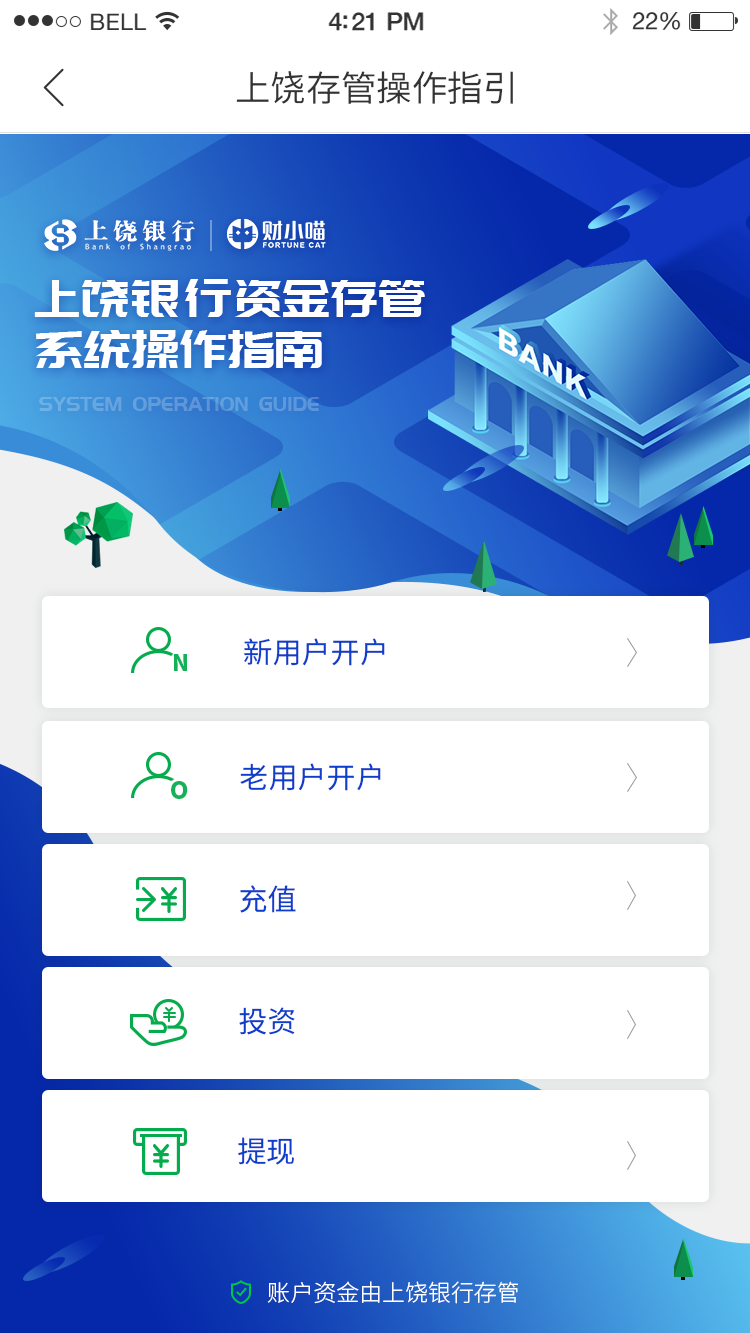 BELL 4:21 PM 22%
上饶存管操作指引
上饶银行 财小喵
Bank of Shangrao FORTUNE CAT
上饶银行资金存管
系统操作指南
SYSTEM OPERATION GUIDE
BANK
N 新用户开户
O 老用户开户
¥ 充值
¥ 投资
¥ 提现
账户资金由上饶银行存管